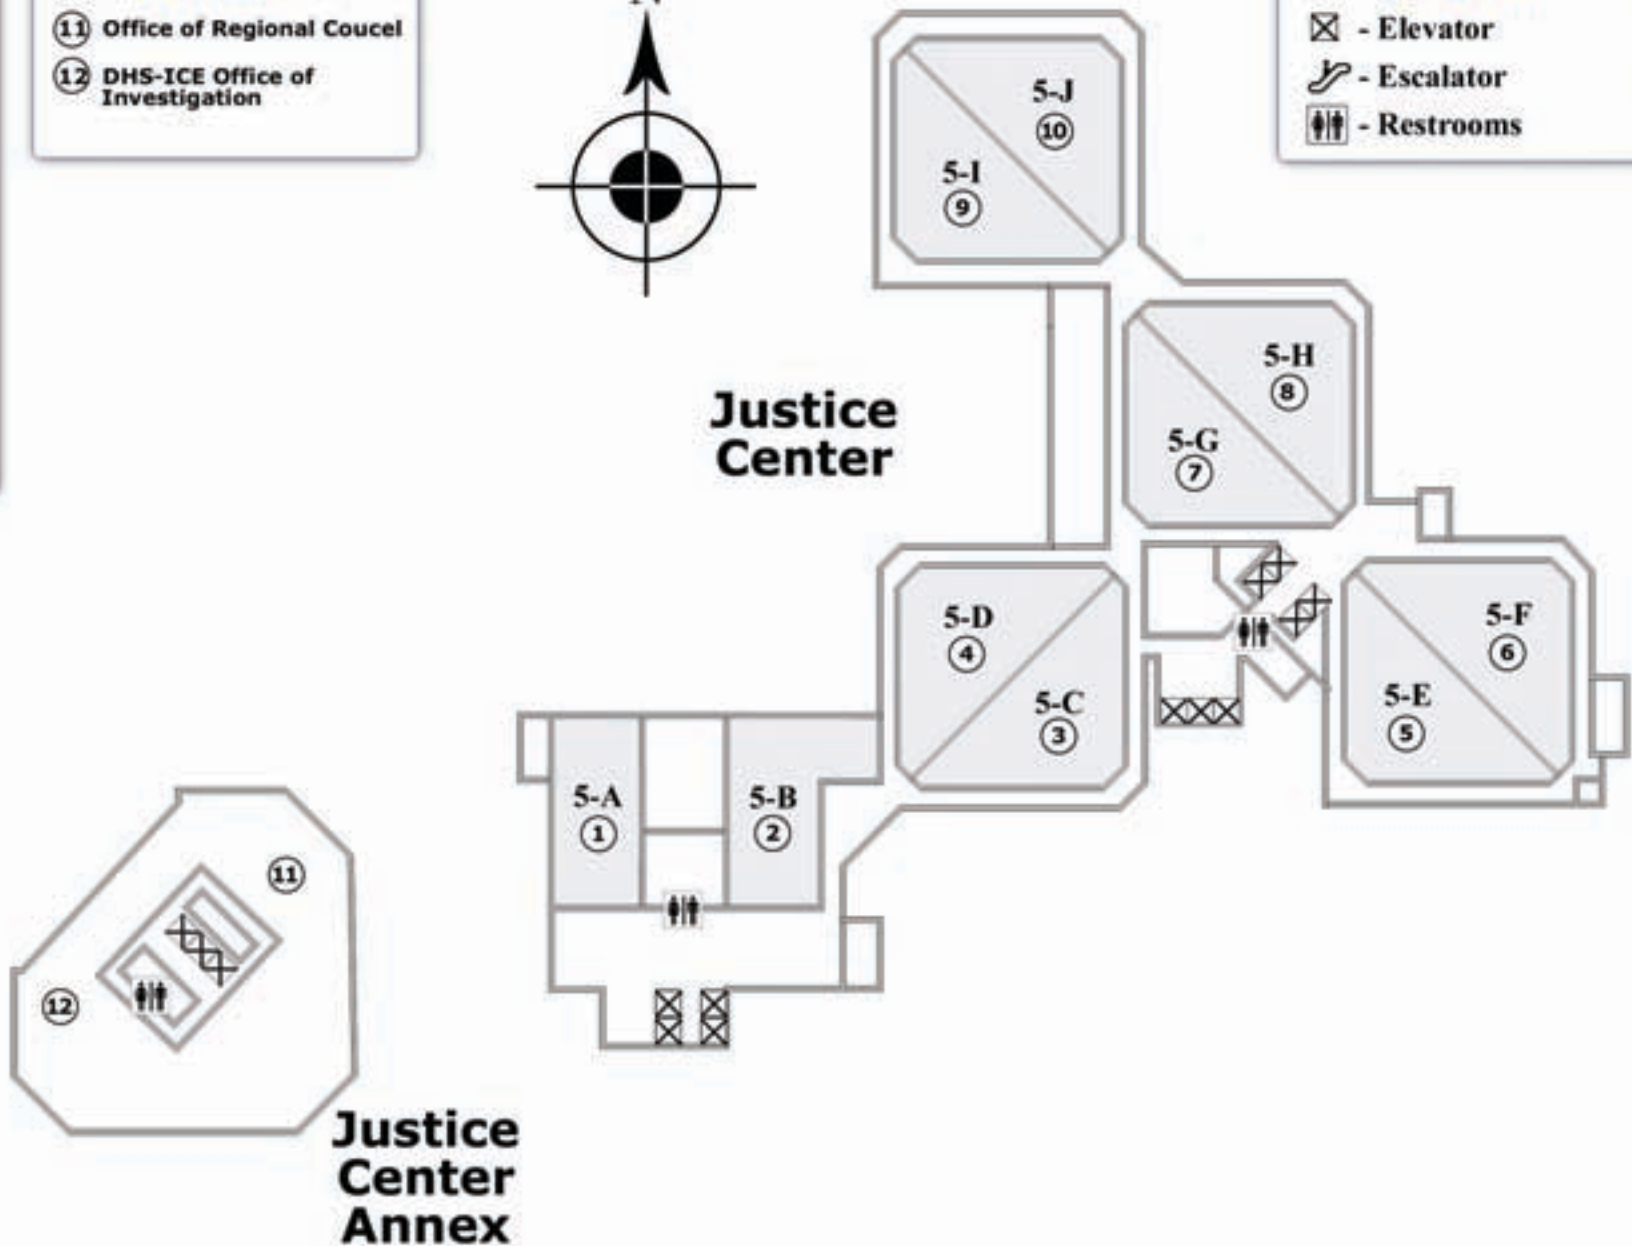 N
11 Office of Regional Coucel
12 DHS-ICE Office of
Investigation
- Elevator
- Escalator
- Restrooms
5-J
10
5-I
9
5-H
8
5-G
7
Justice
Center
5-D
4
5-C
3
5-F
6
5-E
5
5-A
1
5-B
2
11
12
Justice
Center
Annex